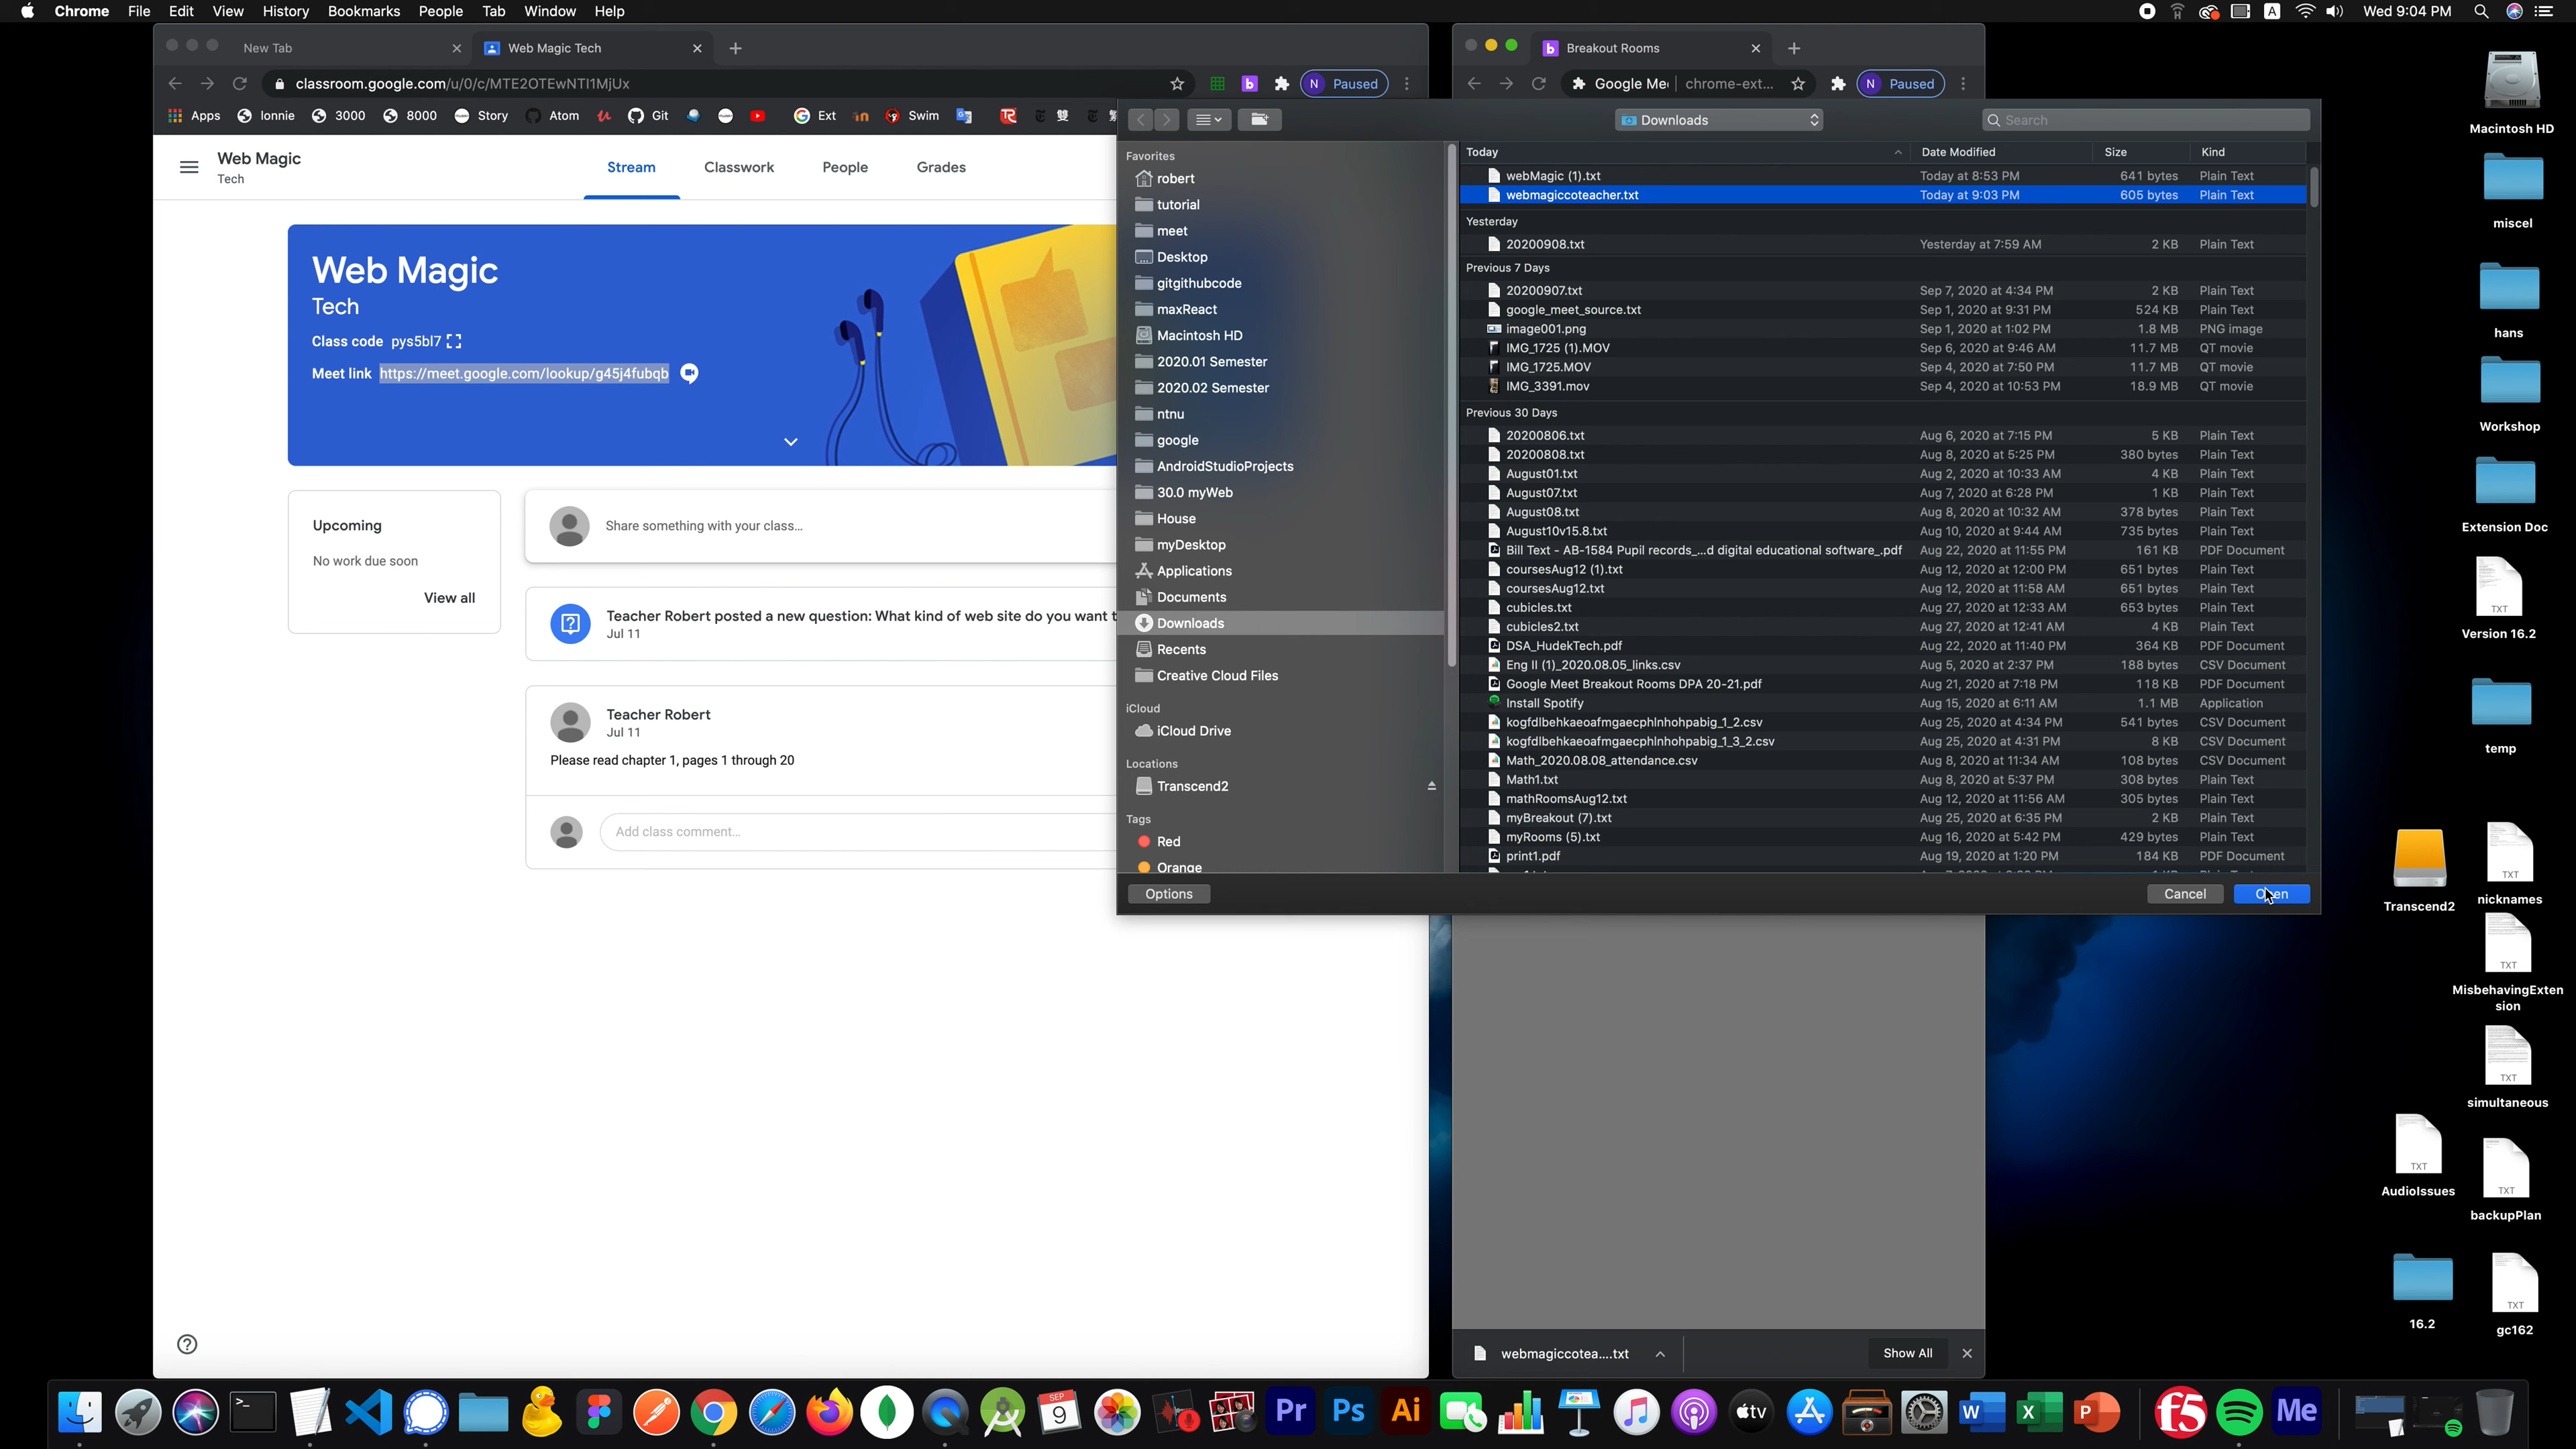 Chrome File Edit View History Bookmarks People Tab Window Help
A Wed 9:04 PM
New Tab
Web Magic Tech
Breakout Rooms
classroom.google.com/u/0/c/MTE2OTEwNTI1MjUx
N Paused
Google Me chrome-ext...
N Paused
Apps lonnie 3000 8000 Story Atom Git Ext Swim
Web Magic
Tech
Stream Classwork People Grades
Web Magic
Tech
Class code pys5bl7
Meet link https://meet.google.com/lookup/g45j4fubqb
Upcoming
No work due soon
View all
Share something with your class...
Teacher Robert posted a new question: What kind of web site do you want t
Jul 11
Teacher Robert
Jul 11
Please read chapter 1, pages 1 through 20
Add class comment...
Downloads
Search
Favorites
robert
tutorial
meet
Desktop
gitgithubcode
maxReact
Macintosh HD
2020.01 Semester
2020.02 Semester
ntnu
google
AndroidStudioProjects
30.0 myWeb
House
myDesktop
Applications
Documents
Downloads
Recents
Creative Cloud Files
iCloud
iCloud Drive
Locations
Transcend2
Tags
Red
Orange
Today Date Modified Size Kind
webMagic (1).txt Today at 8:53 PM 641 bytes Plain Text
webmagiccoteacher.txt Today at 9:03 PM 605 bytes Plain Text
Yesterday
20200908.txt Yesterday at 7:59 AM 2 KB Plain Text
Previous 7 Days
20200907.txt Sep 7, 2020 at 4:34 PM 2 KB Plain Text
google_meet_source.txt Sep 1, 2020 at 9:31 PM 524 KB Plain Text
image001.png Sep 1, 2020 at 1:02 PM 1.8 MB PNG image
IMG_1725 (1).MOV Sep 6, 2020 at 9:46 AM 11.7 MB QT movie
IMG_1725.MOV Sep 4, 2020 at 7:50 PM 11.7 MB QT movie
IMG_3391.mov Sep 4, 2020 at 10:53 PM 18.9 MB QT movie
Previous 30 Days
20200806.txt Aug 6, 2020 at 7:15 PM 5 KB Plain Text
20200808.txt Aug 8, 2020 at 5:25 PM 380 bytes Plain Text
August01.txt Aug 2, 2020 at 10:33 AM 4 KB Plain Text
August07.txt Aug 7, 2020 at 6:28 PM 1 KB Plain Text
August08.txt Aug 8, 2020 at 10:32 AM 378 bytes Plain Text
August10v15.8.txt Aug 10, 2020 at 9:44 AM 735 bytes Plain Text
Bill Text - AB-1584 Pupil records_...d digital educational software_.pdf Aug 22, 2020 at 11:55 PM 161 KB PDF Document
coursesAug12 (1).txt Aug 12, 2020 at 12:00 PM 651 bytes Plain Text
coursesAug12.txt Aug 12, 2020 at 11:58 AM 651 bytes Plain Text
cubicles.txt Aug 27, 2020 at 12:33 AM 653 bytes Plain Text
cubicles2.txt Aug 27, 2020 at 12:41 AM 4 KB Plain Text
DSA_HudekTech.pdf Aug 22, 2020 at 11:40 PM 364 KB PDF Document
Eng II (1)_2020.08.05_links.csv Aug 5, 2020 at 2:37 PM 188 bytes CSV Document
Google Meet Breakout Rooms DPA 20-21.pdf Aug 21, 2020 at 7:18 PM 118 KB PDF Document
Install Spotify Aug 15, 2020 at 6:11 AM 1.1 MB Application
kogfdlbehkaeoafmgaecphlnhohpabig_1_2.csv Aug 25, 2020 at 4:34 PM 541 bytes CSV Document
kogfdlbehkaeoafmgaecphlnhohpabig_1_3_2.csv Aug 25, 2020 at 4:31 PM 8 KB CSV Document
Math_2020.08.08_attendance.csv Aug 8, 2020 at 11:34 AM 108 bytes CSV Document
Math1.txt Aug 8, 2020 at 5:37 PM 308 bytes Plain Text
mathRoomsAug12.txt Aug 12, 2020 at 11:56 AM 305 bytes Plain Text
myBreakout (7).txt Aug 25, 2020 at 6:35 PM 2 KB Plain Text
myRooms (5).txt Aug 16, 2020 at 5:42 PM 429 bytes Plain Text
print1.pdf Aug 19, 2020 at 1:20 PM 184 KB PDF Document
Options Cancel Open
webmagiccotea....txt
Show All
Macintosh HD
miscel
hans
Workshop
Extension Doc
TXT
Version 16.2
temp
Transcend2
TXT
nicknames
TXT
MisbehavingExten
sion
TXT
simultaneous
TXT
AudioIssues
TXT
backupPlan
16.2
TXT
gc162
SEP
9
Pr Ps Ai tv W X P f5 Me